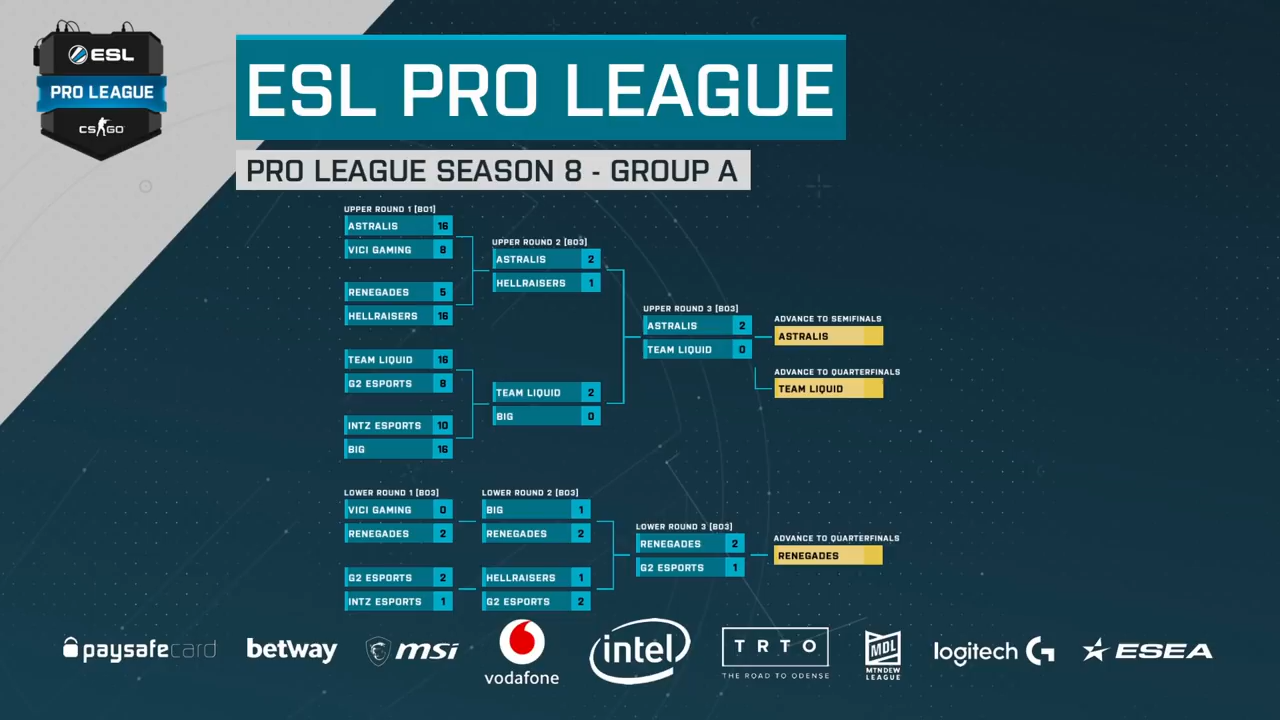 ESL
PRO LEAGUE
CS GO
ESL PRO LEAGUE
PRO LEAGUE SEASON 8 - GROUP A
UPPER ROUND 1 [BO1]
ASTRALIS 16
VICI GAMING 8
RENEGADES 5
HELLRAISERS 16
TEAM LIQUID 16
G2 ESPORTS 8
INTZ ESPORTS 10
BIG 16
UPPER ROUND 2 [BO3]
ASTRALIS 2
HELLRAISERS 1
TEAM LIQUID 2
BIG 0
UPPER ROUND 3 [BO3]
ASTRALIS 2
TEAM LIQUID 0
ADVANCE TO SEMIFINALS
ASTRALIS
ADVANCE TO QUARTERFINALS
TEAM LIQUID
LOWER ROUND 1 [BO3]
VICI GAMING 0
RENEGADES 2
G2 ESPORTS 2
INTZ ESPORTS 1
LOWER ROUND 2 [BO3]
BIG 1
RENEGADES 2
HELLRAISERS 1
G2 ESPORTS 2
LOWER ROUND 3 [BO3]
RENEGADES 2
G2 ESPORTS 1
ADVANCE TO QUARTERFINALS
RENEGADES
paysafecard
betway
msi
vodafone
intel
TRTO
THE ROAD TO ODENSE
MDL
MTNDEW
LEAGUE
logitech G
ESEA